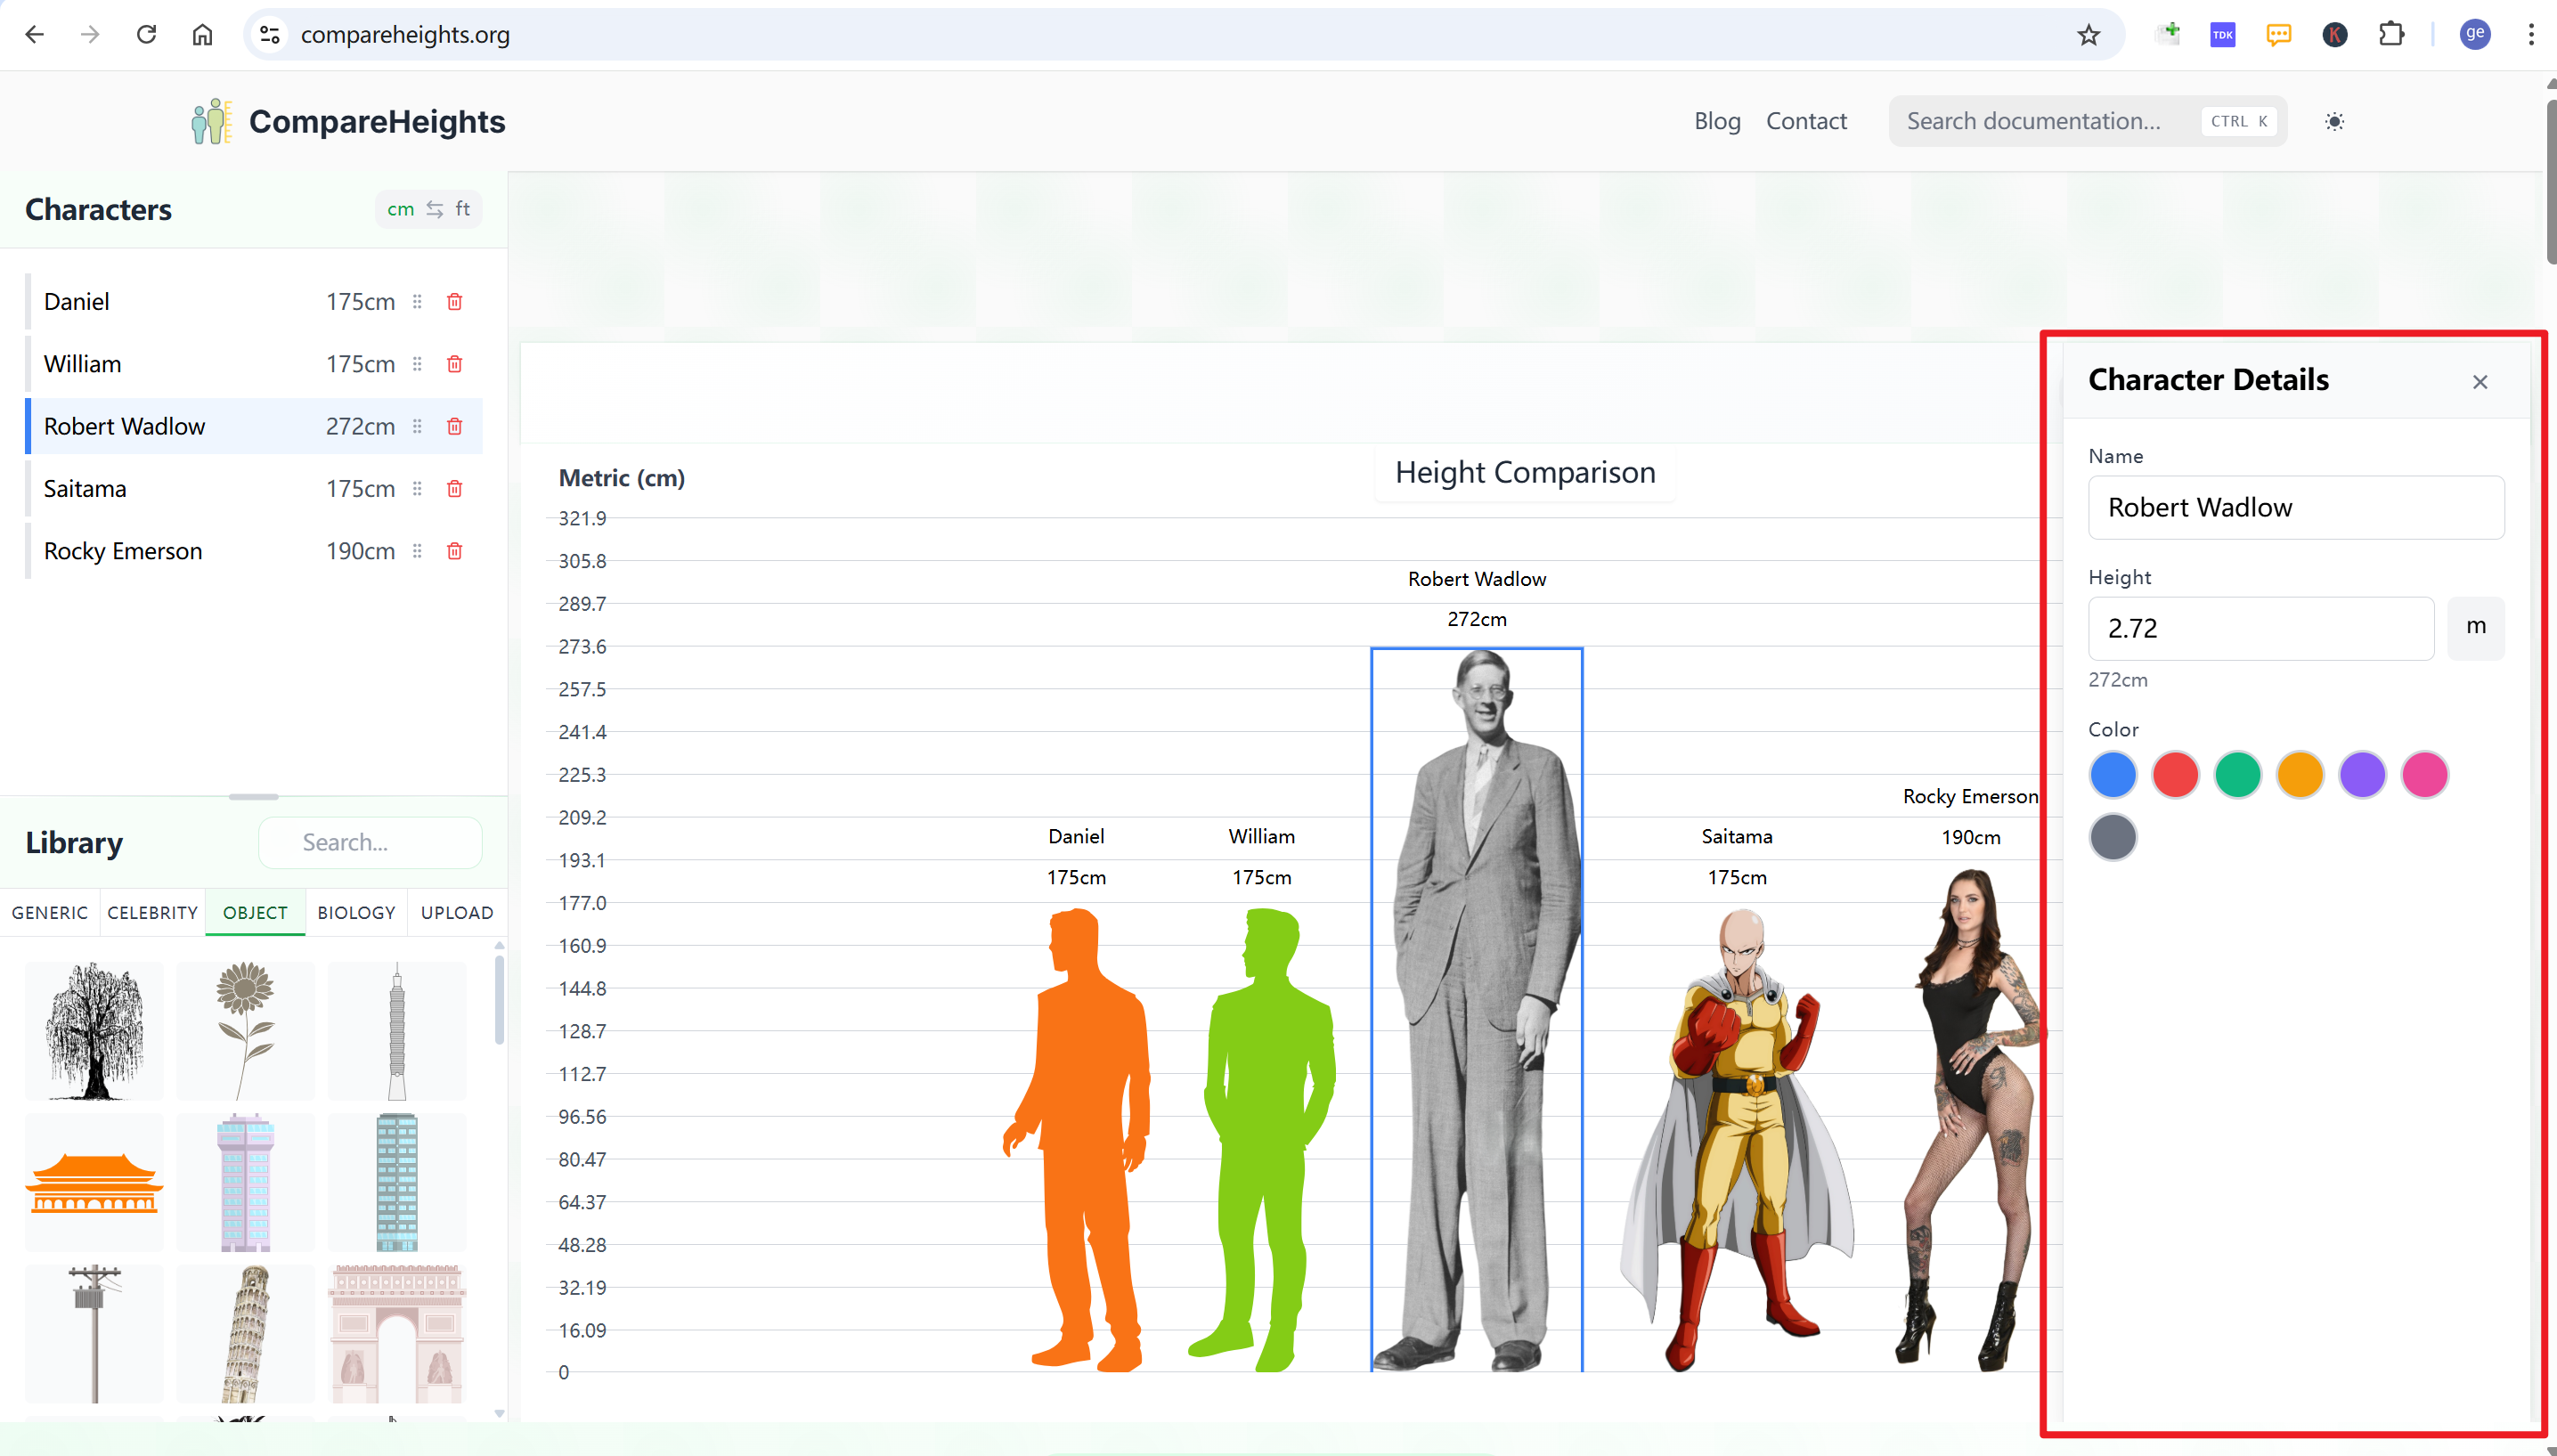 compareheights.org
TDK
K
ge
CompareHeights
Blog
Contact
Search documentation...
CTRL K
Characters
cm
ft
Daniel
175cm
William
175cm
Robert Wadlow
272cm
Saitama
175cm
Rocky Emerson
190cm
Library
Search...
GENERIC
CELEBRITY
OBJECT
BIOLOGY
UPLOAD
Metric (cm)
Height Comparison
321.9
305.8
289.7
273.6
257.5
241.4
225.3
209.2
193.1
177.0
160.9
144.8
128.7
112.7
96.56
80.47
64.37
48.28
32.19
16.09
0
Daniel
175cm
William
175cm
Robert Wadlow
272cm
Saitama
175cm
Rocky Emerson
190cm
Character Details
Name
Robert Wadlow
Height
2.72
m
272cm
Color